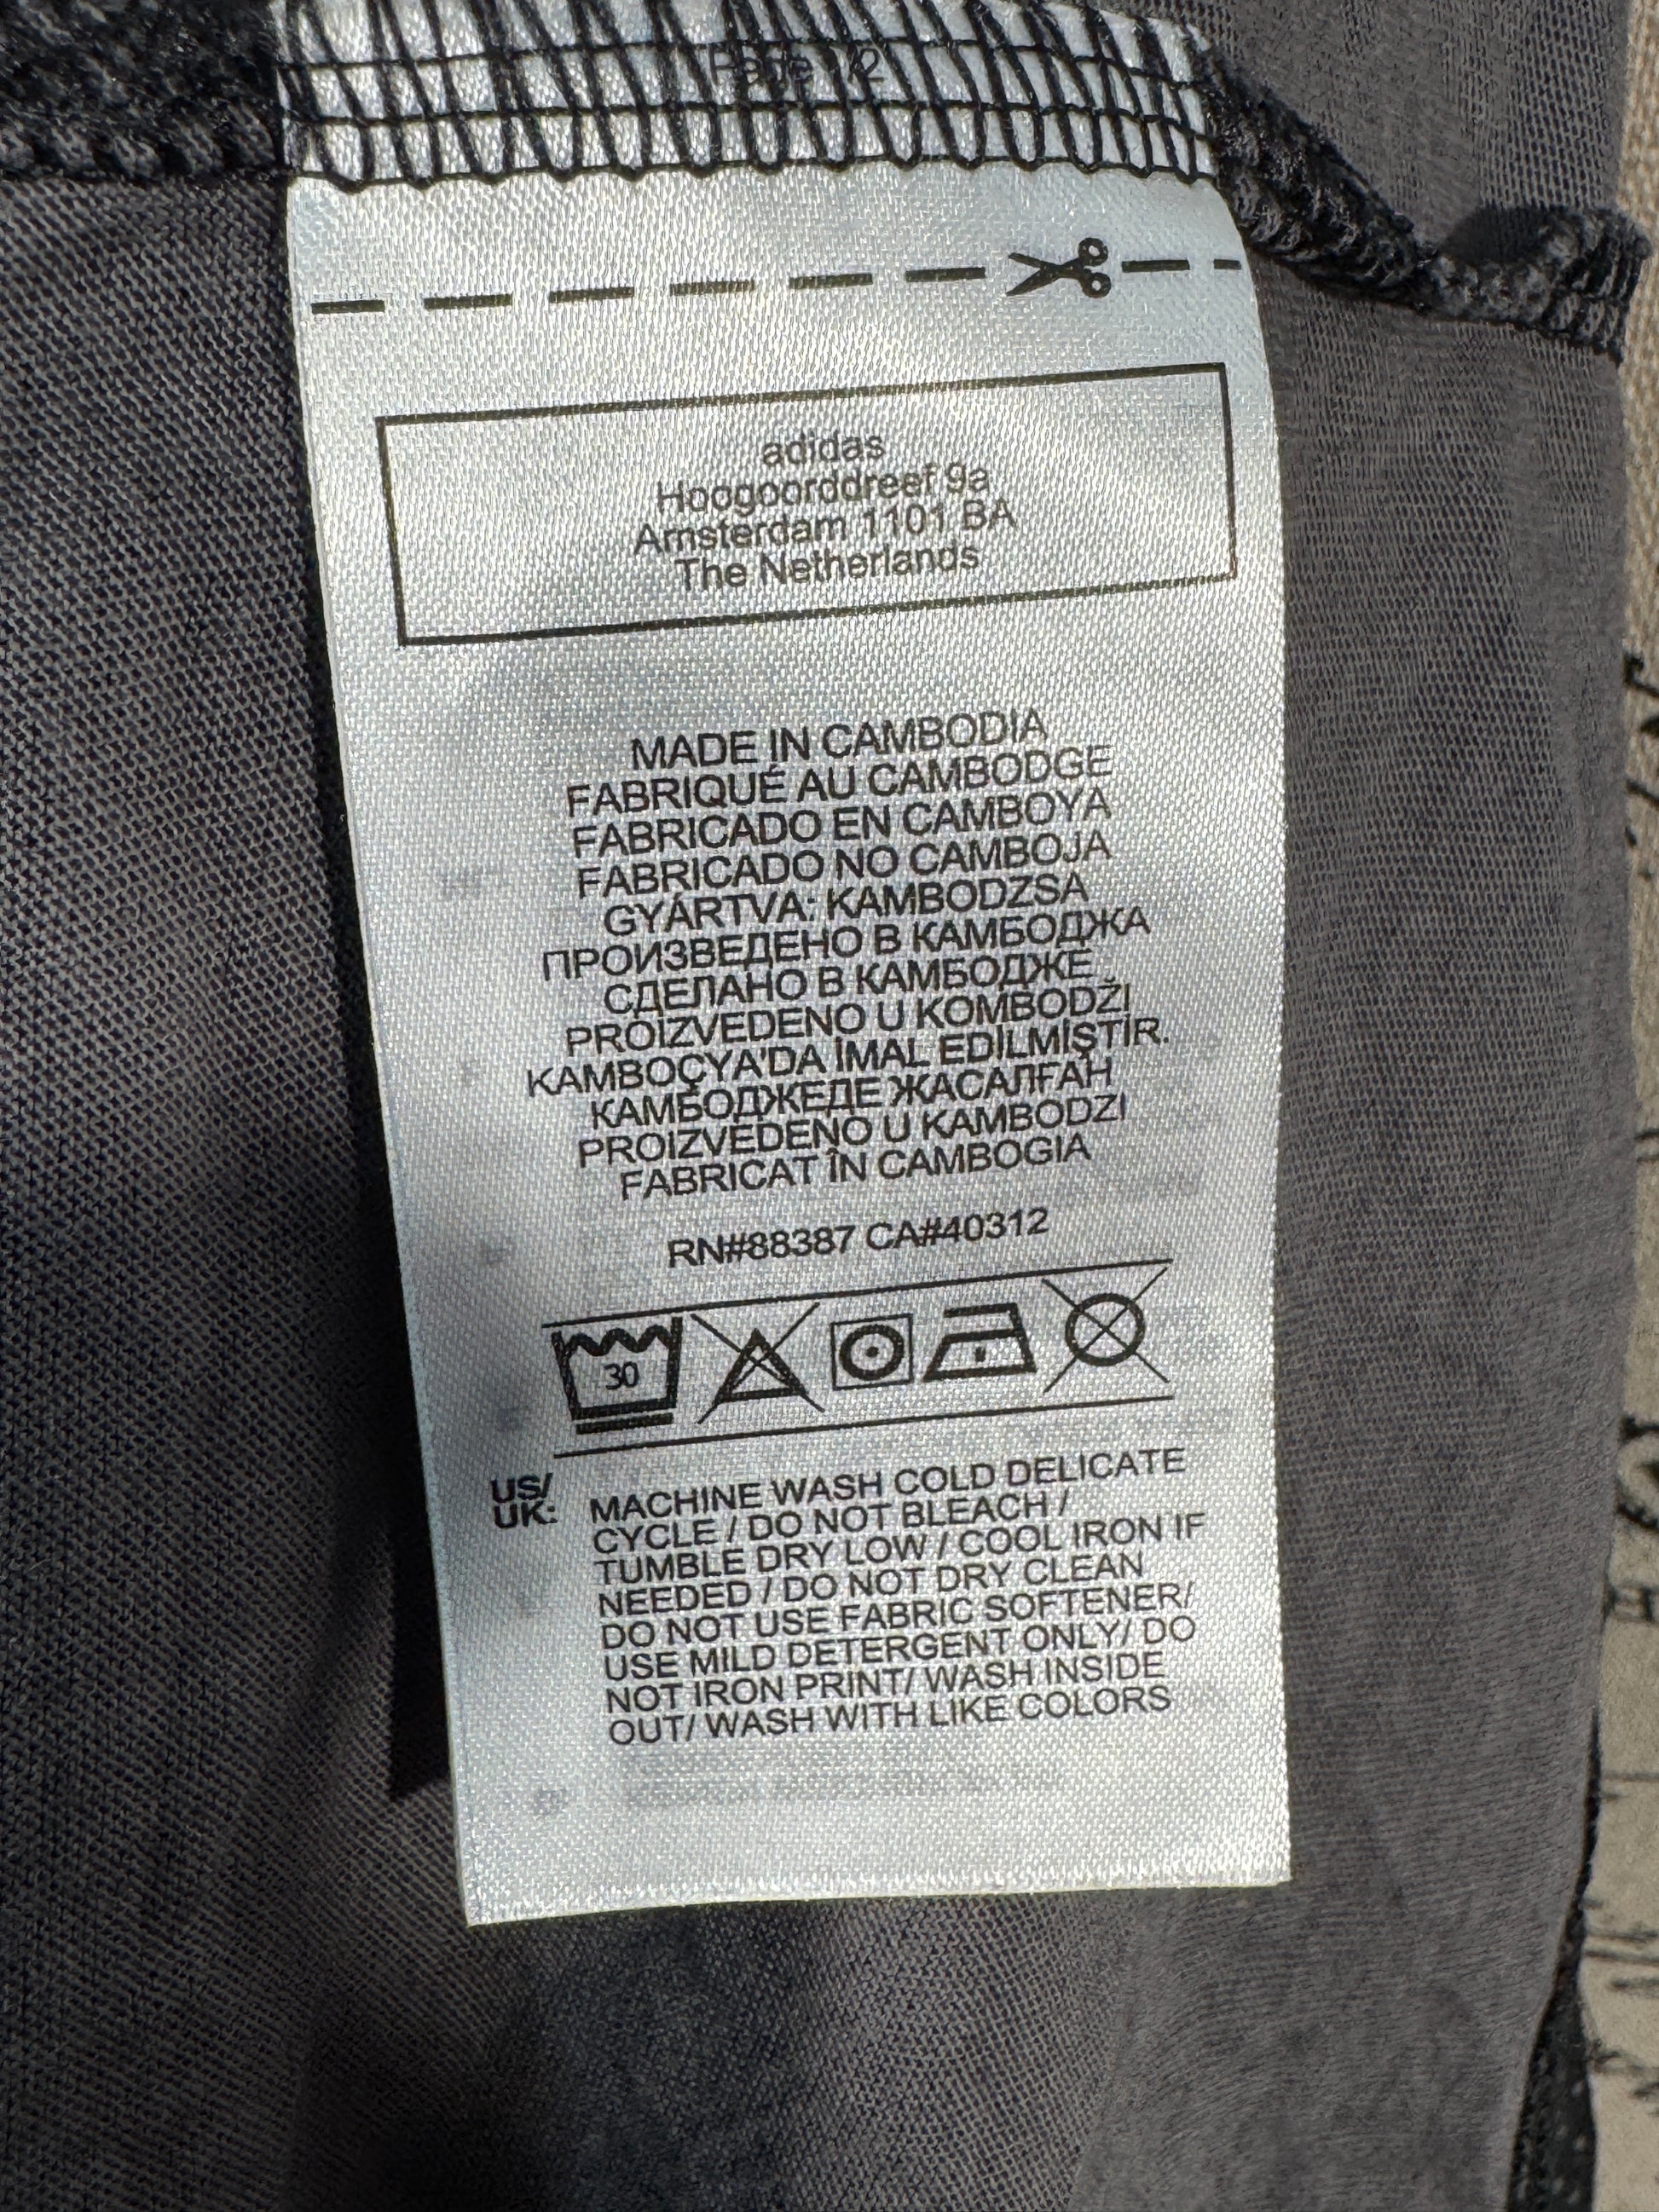 Page 1/2
adidas
Hoogoorddreef 9a
Amsterdam 1101 BA
The Netherlands
MADE IN CAMBODIA
FABRIQUÉ AU CAMBODGE
FABRICADO EN CAMBOYA
FABRICADO NO CAMBOJA
GYÁRTVA: KAMBODZSA
ПРОИЗВЕДЕНО В КАМБОДЖА
СДЕЛАНО В КАМБОДЖЕ
PROIZVEDENO U KOMBODŽI
KAMBOÇYA'DA İMAL EDİLMİŞTİR.
КАМБОДЖЕДЕ ЖАСАЛҒАН
PROIZVEDENO U KAMBODZI
FABRICAT ÎN CAMBOGIA
RN#88387 CA#40312
30
US/
UK:
MACHINE WASH COLD DELICATE
CYCLE / DO NOT BLEACH /
TUMBLE DRY LOW / COOL IRON IF
NEEDED / DO NOT DRY CLEAN
DO NOT USE FABRIC SOFTENER/
USE MILD DETERGENT ONLY/ DO
NOT IRON PRINT/ WASH INSIDE
OUT/ WASH WITH LIKE COLORS